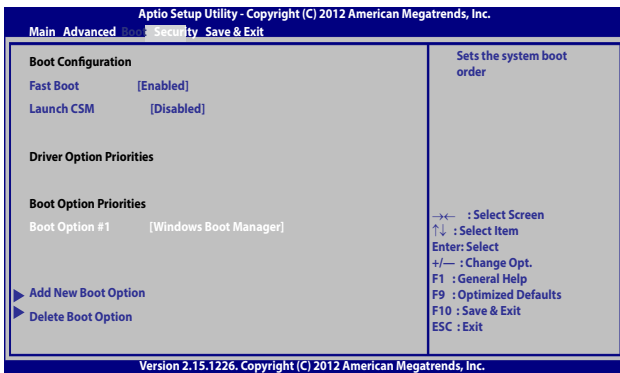 Aptio Setup Utility - Copyright (C) 2012 American Megatrends, Inc.
Main Advanced Boot Security Save & Exit
Boot Configuration
Fast Boot [Enabled]
Launch CSM [Disabled]
Driver Option Priorities
Boot Option Priorities
Boot Option #1 [Windows Boot Manager]
Add New Boot Option
Delete Boot Option
Sets the system boot
order
→← : Select Screen
↑↓ : Select Item
Enter: Select
+/— : Change Opt.
F1 : General Help
F9 : Optimized Defaults
F10 : Save & Exit
ESC : Exit
Version 2.15.1226. Copyright (C) 2012 American Megatrends, Inc.